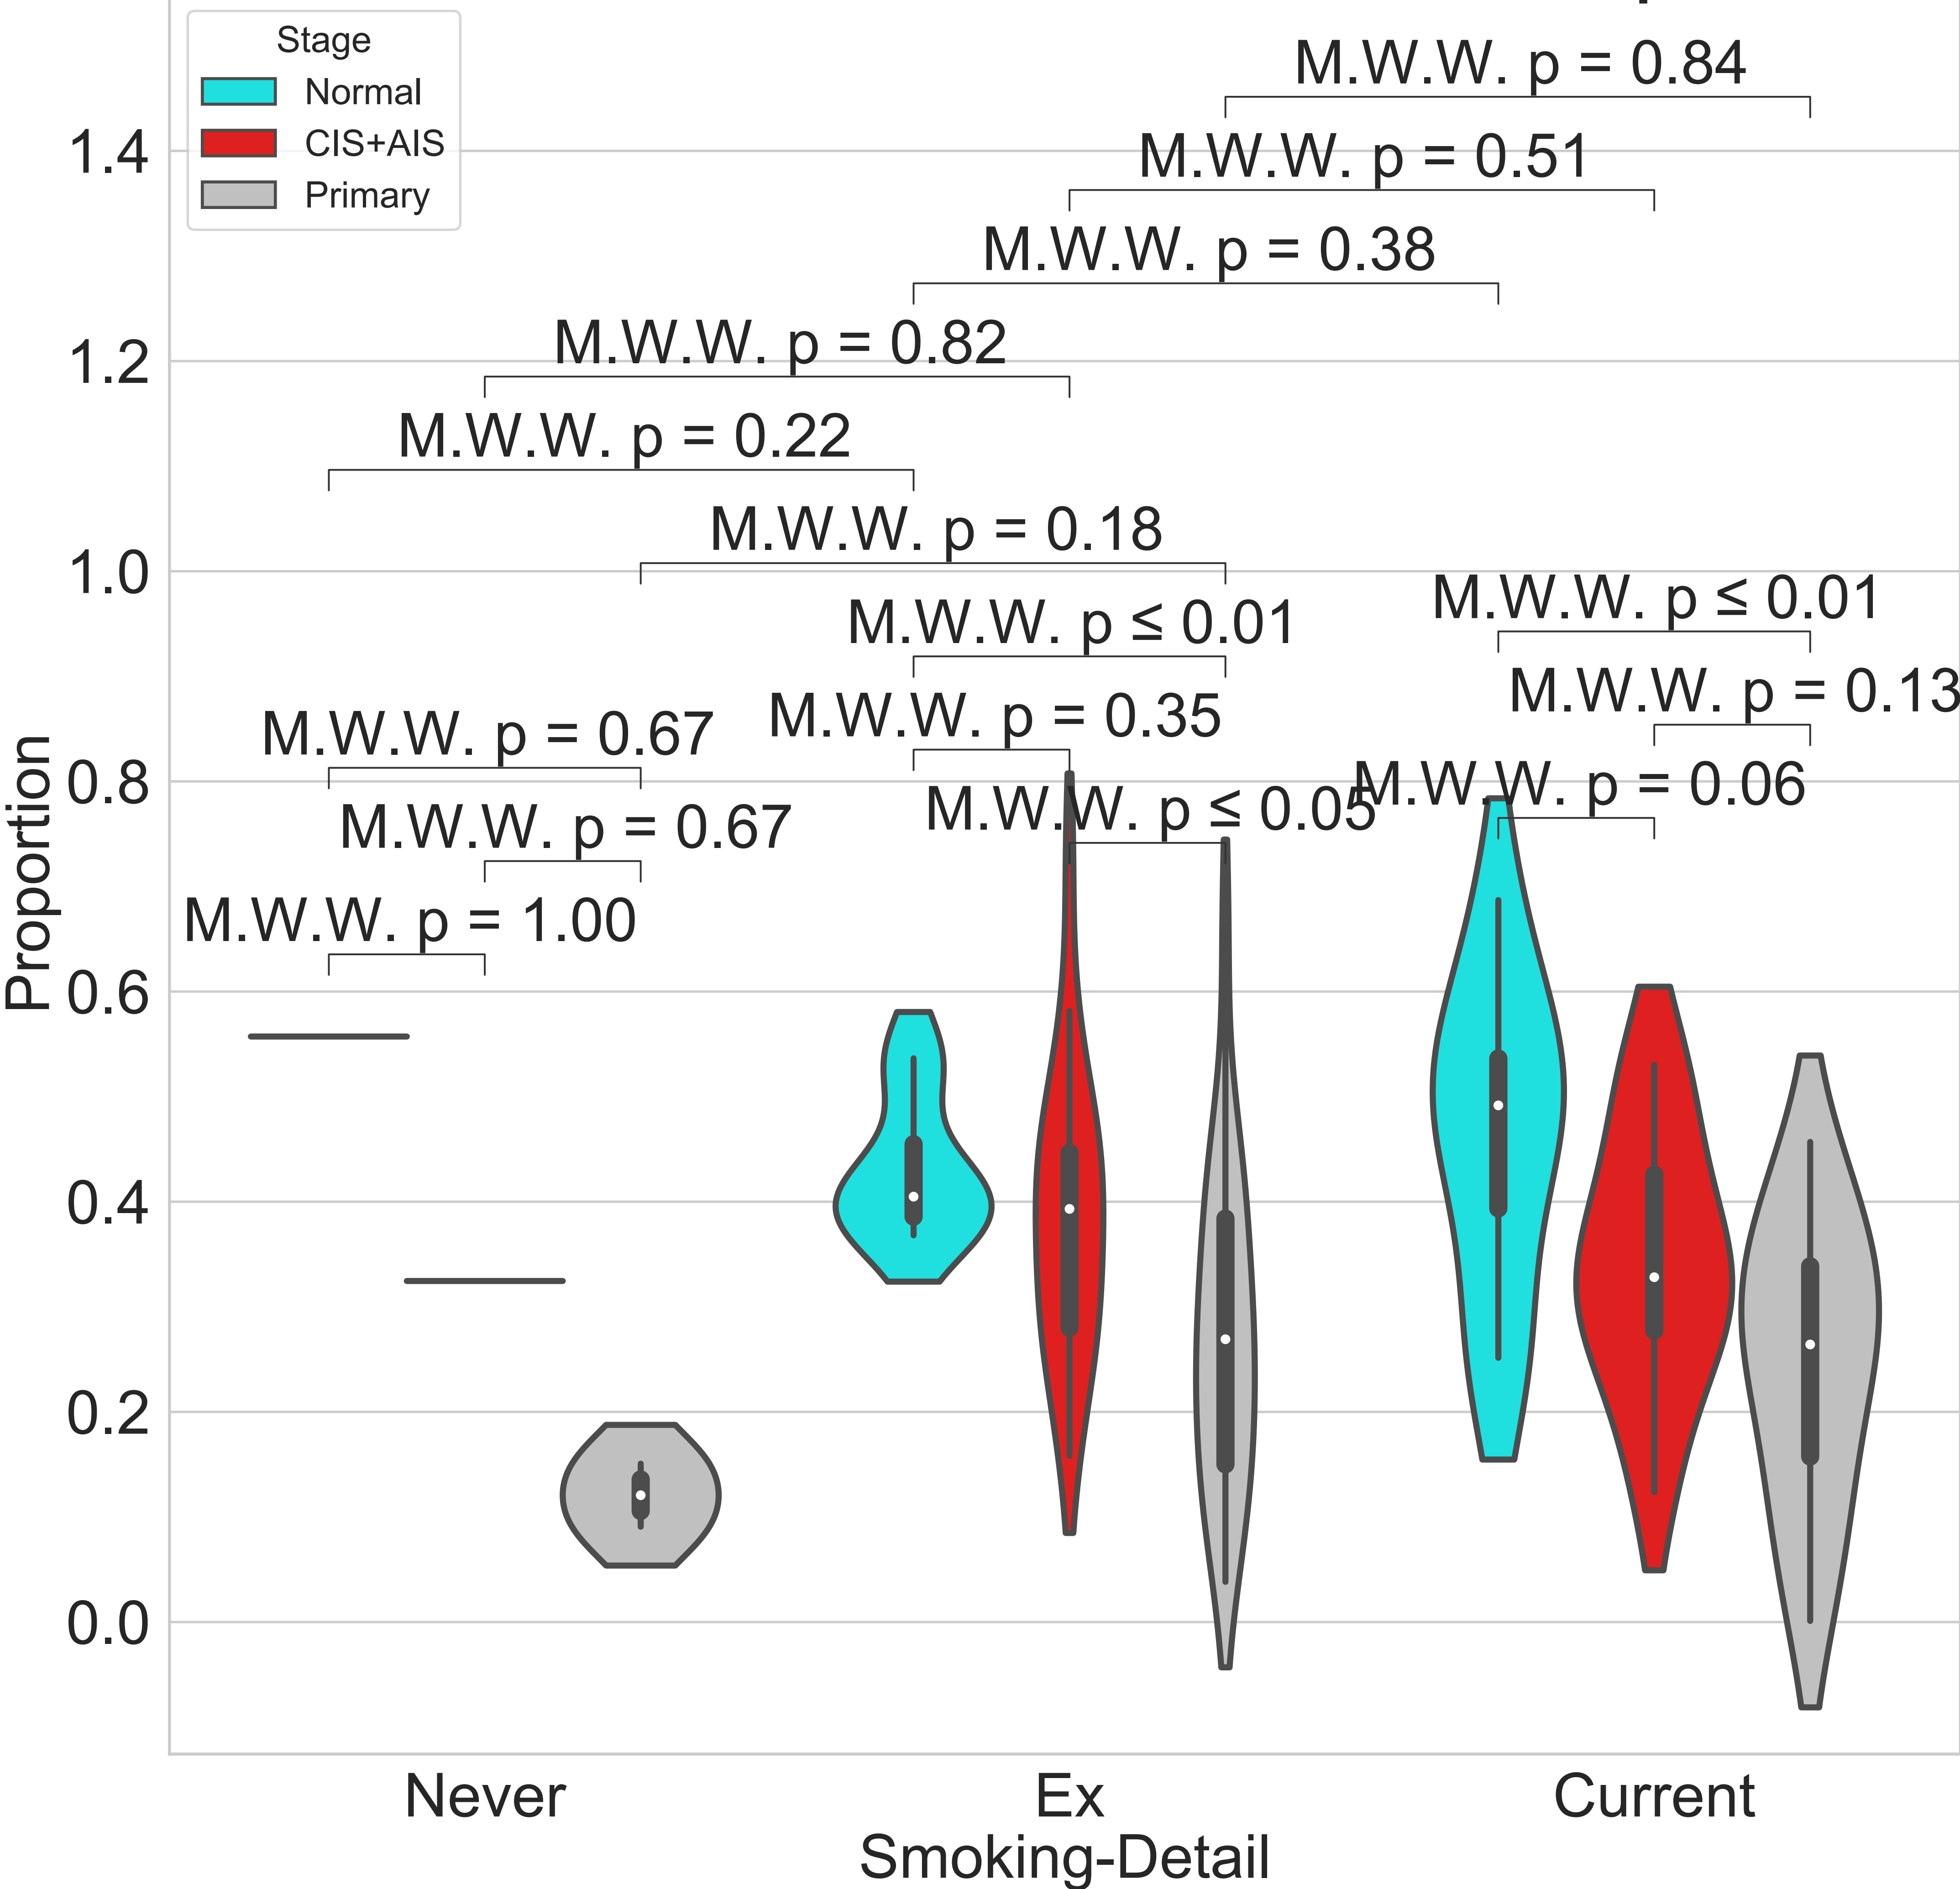 Stage
Normal
CIS+AIS
Primary
M.W.W. p = 0.84
M.W.W. p = 0.51
M.W.W. p = 0.38
M.W.W. p = 0.82
M.W.W. p = 0.22
M.W.W. p = 0.18
M.W.W. p ≤ 0.01
M.W.W. p ≤ 0.01
M.W.W. p = 0.35
M.W.W. p = 0.13
M.W.W. p = 0.67
M.W.W. p ≤ 0.05
M.W.W. p = 0.06
M.W.W. p = 0.67
M.W.W. p = 1.00
1.4
1.2
1.0
0.8
0.6
0.4
0.2
0.0
Proportion
Never
Ex
Current
Smoking-Detail